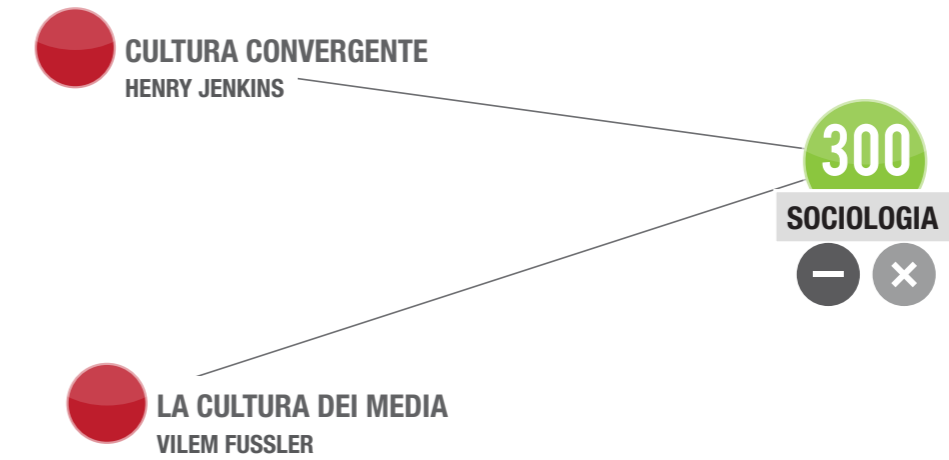 CULTURA CONVERGENTE
HENRY JENKINS
300
SOCIOLOGIA
LA CULTURA DEI MEDIA
VILEM FUSSLER